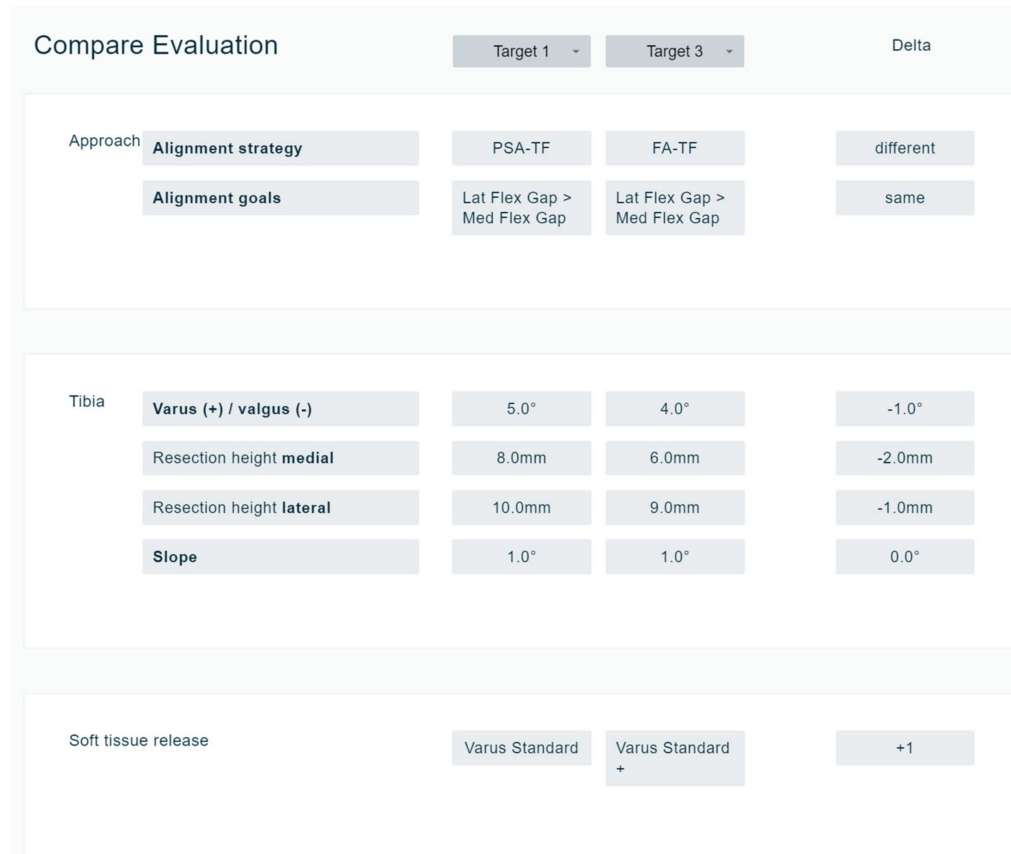 Compare Evaluation Target 1 Target 3 Delta
Approach Alignment strategy PSA-TF FA-TF different
Alignment goals Lat Flex Gap > Lat Flex Gap > same
Med Flex Gap Med Flex Gap
Tibia Varus (+) / valgus (-) 5.0° 4.0° -1.0°
Resection height medial 8.0mm 6.0mm -2.0mm
Resection height lateral 10.0mm 9.0mm -1.0mm
Slope 1.0° 1.0° 0.0°
Soft tissue release Varus Standard Varus Standard +1
+